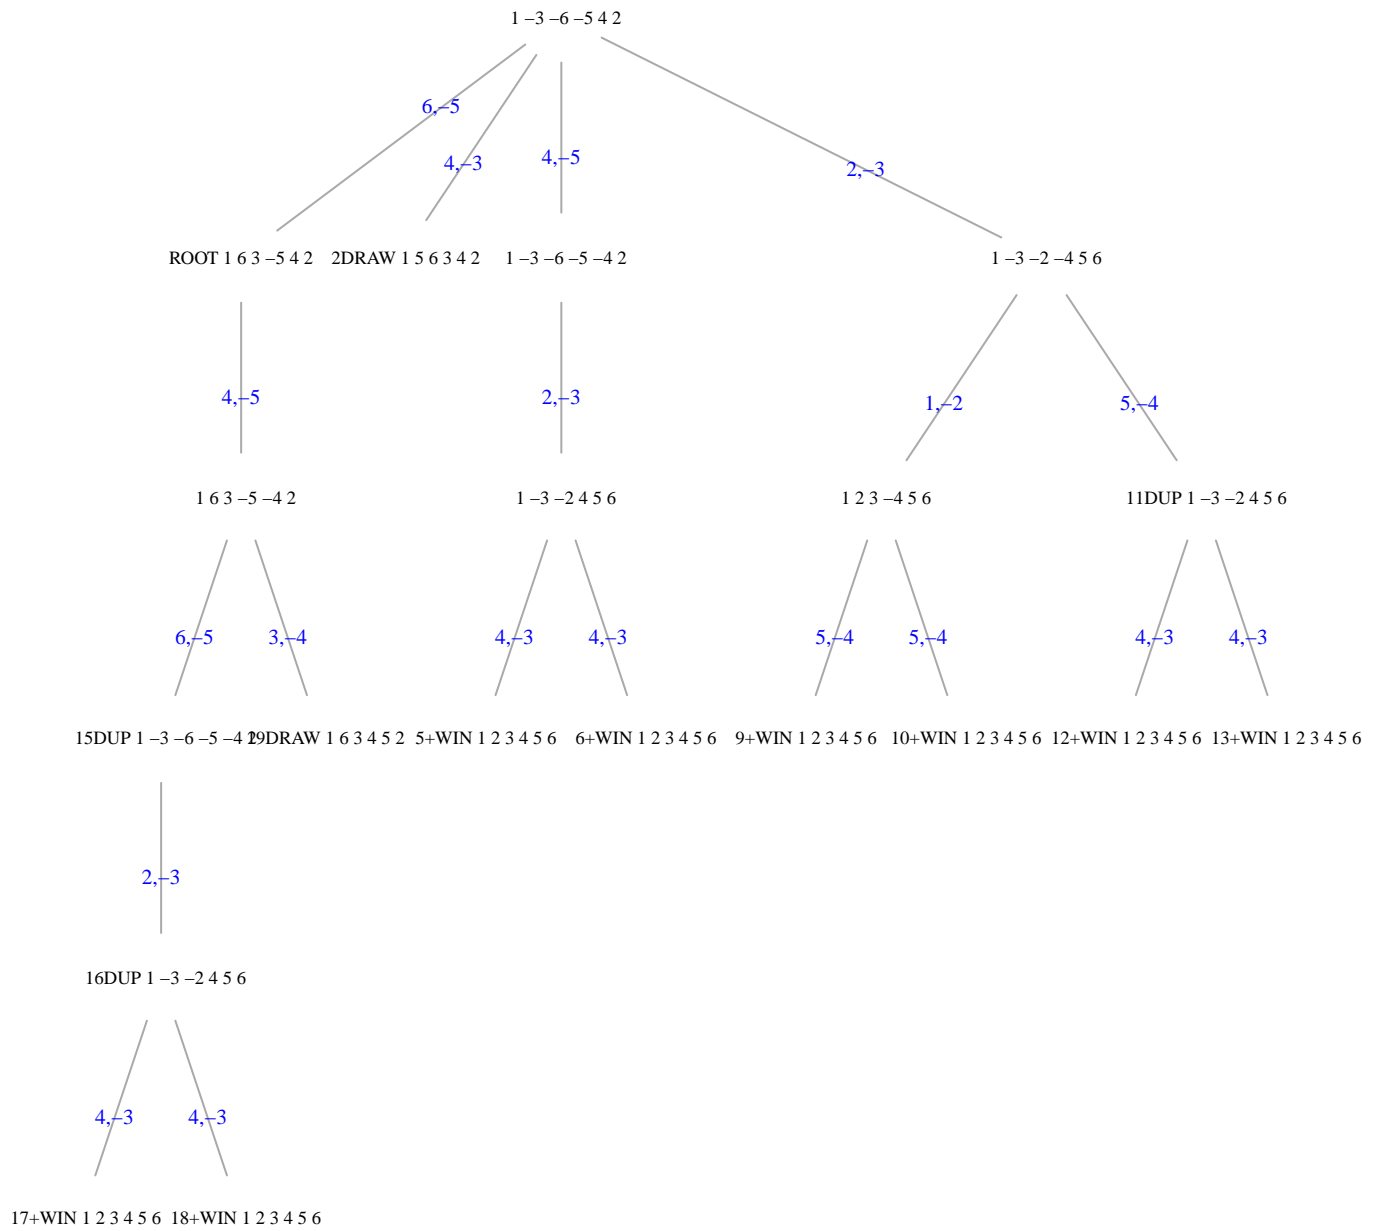 1 –3 –6 –5 4 2
6,–5
4,–3
4,–5
2,–3
ROOT 1 6 3 –5 4 2
2DRAW 1 5 6 3 4 2
1 –3 –6 –5 –4 2
1 –3 –2 –4 5 6
4,–5
2,–3
1,–2
5,–4
1 6 3 –5 –4 2
1 –3 –2 4 5 6
1 2 3 –4 5 6
11DUP 1 –3 –2 4 5 6
6,–5
3,–4
4,–3
4,–3
5,–4
5,–4
4,–3
4,–3
15DUP 1 –3 –6 –5 –4 2
19DRAW 1 6 3 4 5 2
5+WIN 1 2 3 4 5 6
6+WIN 1 2 3 4 5 6
9+WIN 1 2 3 4 5 6
10+WIN 1 2 3 4 5 6
12+WIN 1 2 3 4 5 6
13+WIN 1 2 3 4 5 6
2,–3
16DUP 1 –3 –2 4 5 6
4,–3
4,–3
17+WIN 1 2 3 4 5 6
18+WIN 1 2 3 4 5 6